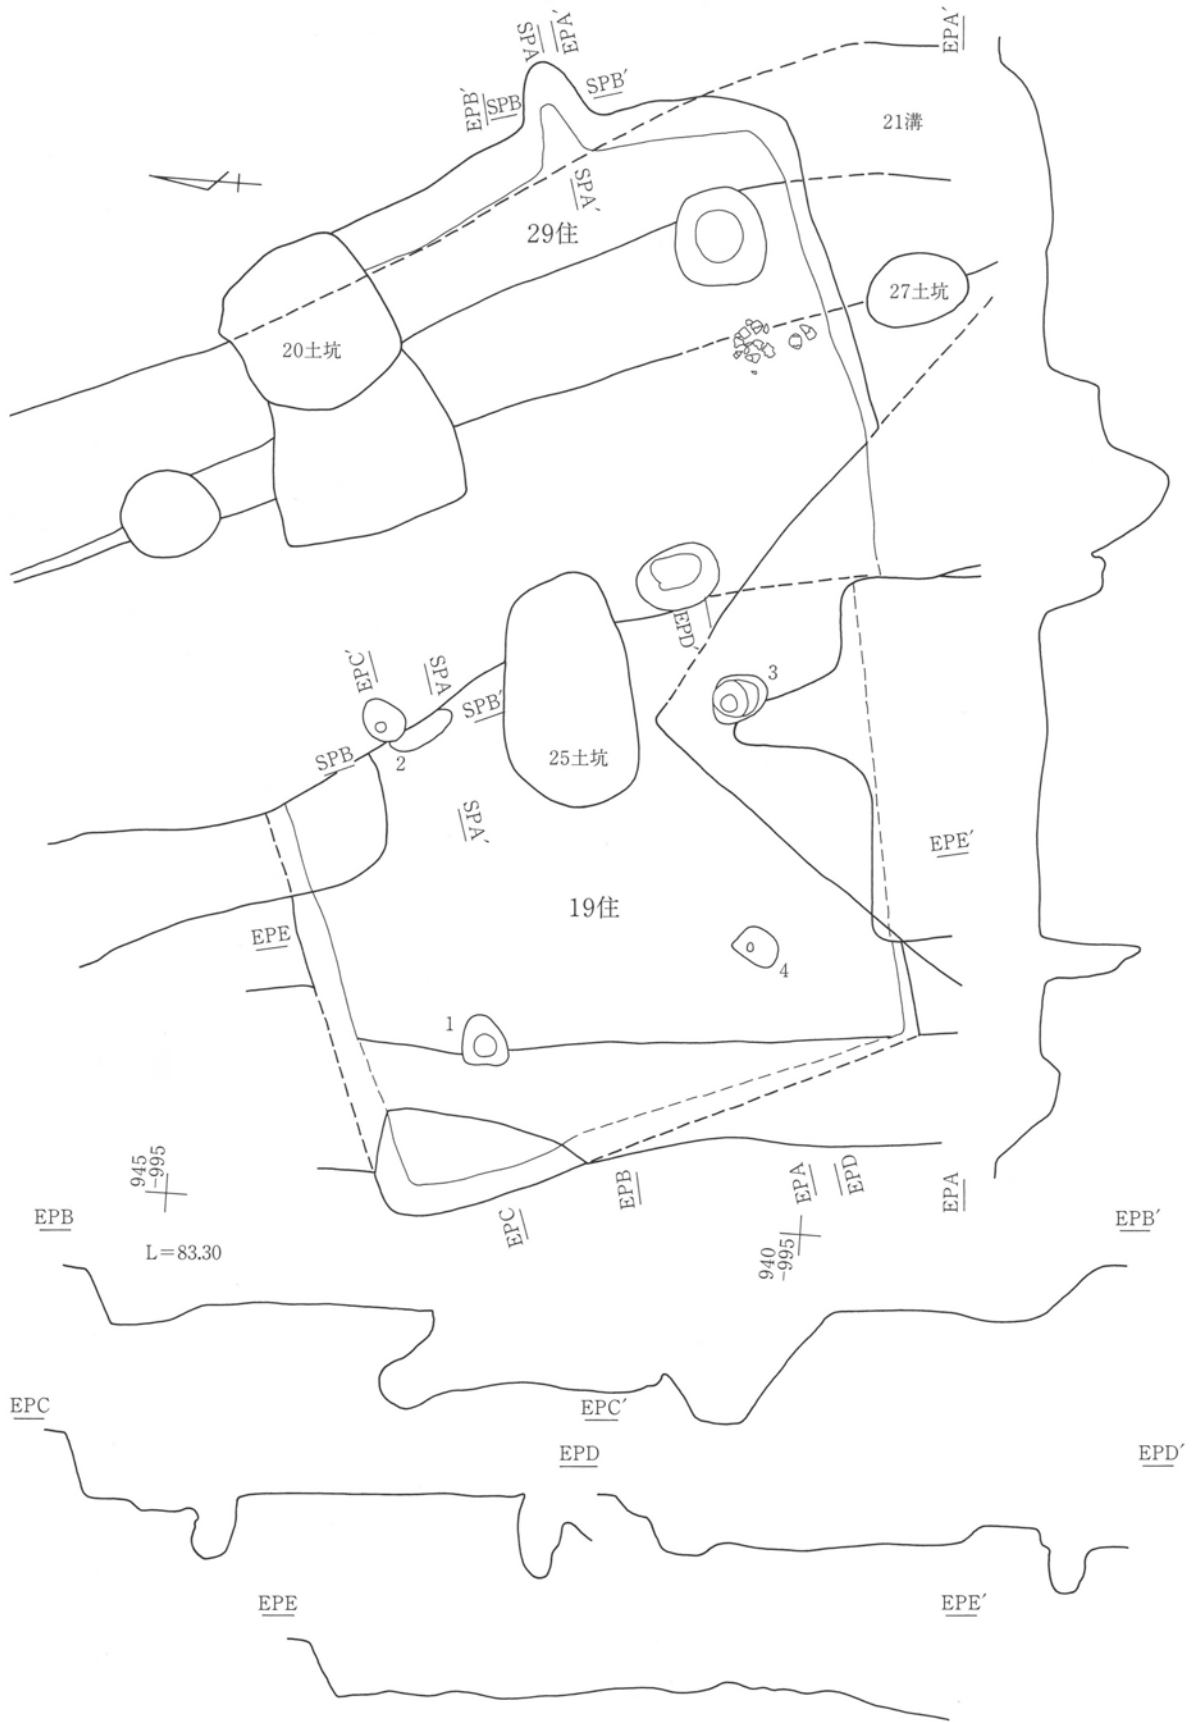 SPA
EPA′
EPA′
EPB′
SPB
SPB′
21溝
SPA′
29住
27土坑
20土坑
EPD′
EPC′
SPA
SPB′
3
SPB
2
25土坑
SPA′
EPE′
19住
EPE
4
1
945
-995
EPC
EPB
EPA
EPD
EPA
940
-995
EPB
EPB′
L=83.30
EPC
EPC′
EPD
EPD′
EPE
EPE′